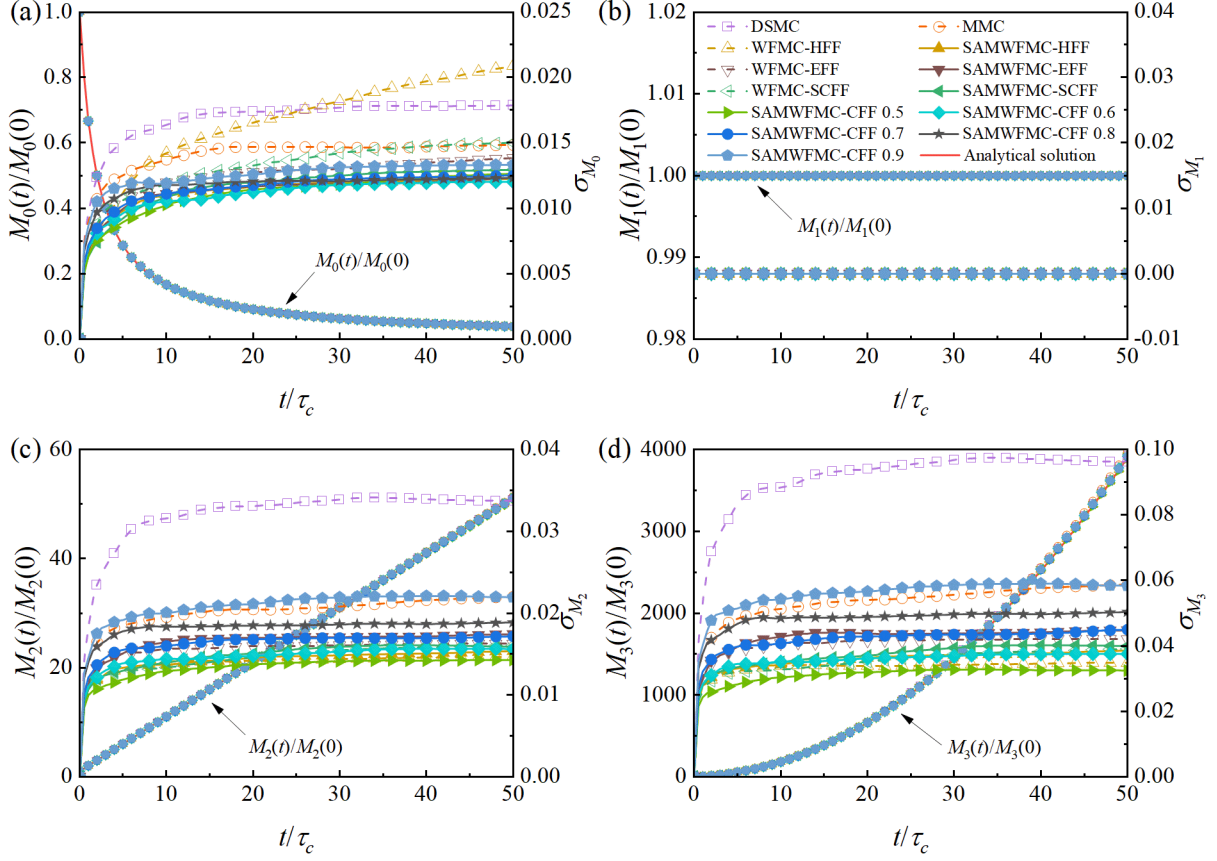 (a)
M₀(t)/M₀(0)
1.0
0.8
0.6
0.4
0.2
0.0
0.025
0.020
0.015
0.010
0.005
0.000
σ_M₀
M₀(t)/M₀(0)
0 10 20 30 40 50
t/τ_c
(b)
M₁(t)/M₁(0)
1.02
1.01
1.00
0.99
0.98
0.04
0.03
0.02
0.01
0.00
-0.01
σ_M₁
DSMC MMC
WFMC-HFF SAMWFMC-HFF
WFMC-EFF SAMWFMC-EFF
WFMC-SCFF SAMWFMC-SCFF
SAMWFMC-CFF 0.5 SAMWFMC-CFF 0.6
SAMWFMC-CFF 0.7 SAMWFMC-CFF 0.8
SAMWFMC-CFF 0.9 Analytical solution
M₁(t)/M₁(0)
0 10 20 30 40 50
t/τ_c
(c)
M₂(t)/M₂(0)
60
40
20
0
0.04
0.03
0.02
0.01
0.00
σ_M₂
M₂(t)/M₂(0)
0 10 20 30 40 50
t/τ_c
(d)
M₃(t)/M₃(0)
4000
3000
2000
1000
0
0.10
0.08
0.06
0.04
0.02
0.00
σ_M₃
M₃(t)/M₃(0)
0 10 20 30 40 50
t/τ_c